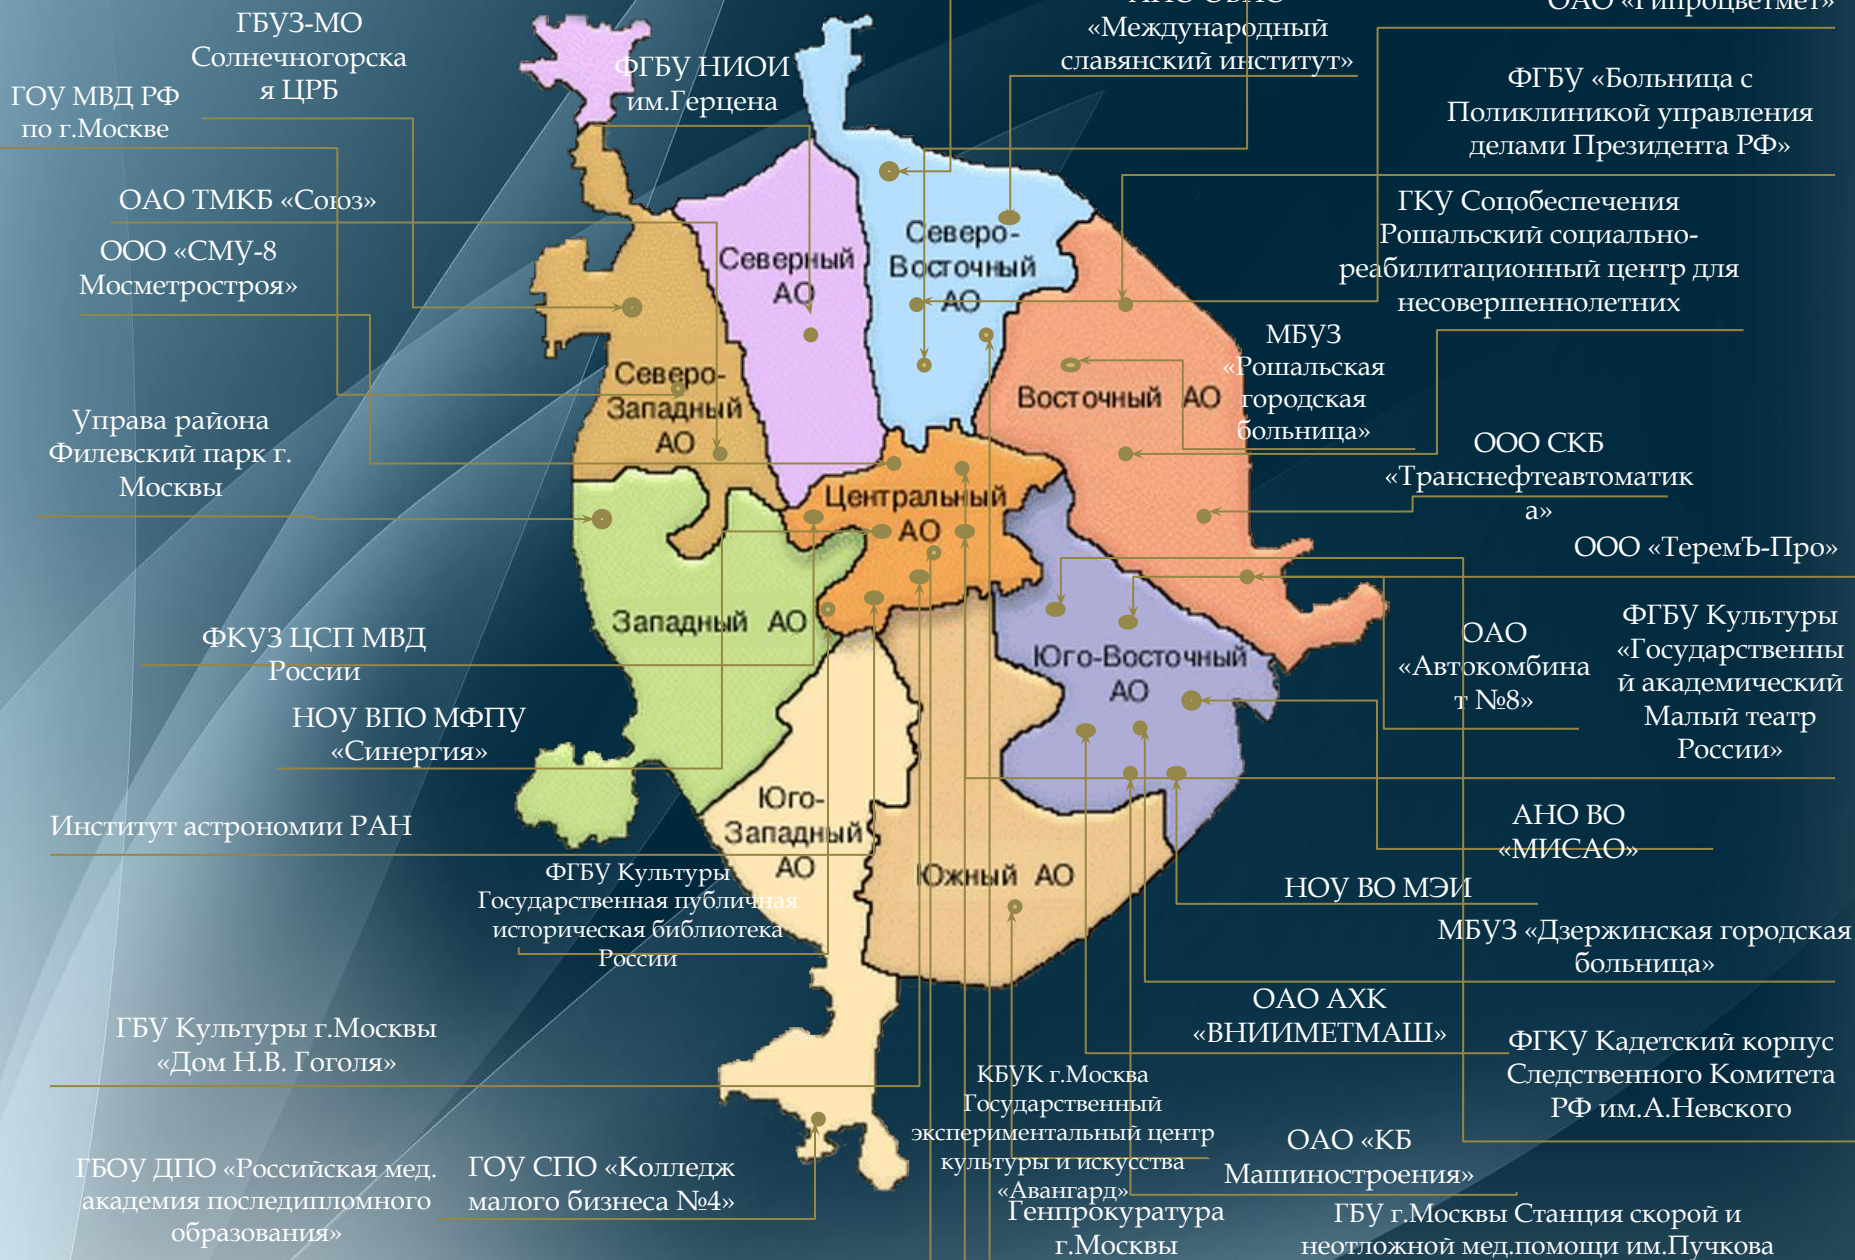 ГБУЗ-МО
Солнечногорска
я ЦРБ
ГОУ МВД РФ
по г.Москве
ФГБУ НИОИ
им.Герцена
«Международный
славянский институт»
ОАО «Гипроцветмет»
ФГБУ «Больница с
Поликлиникой управления
делами Президента РФ»
ОАО ТМКБ «Союз»
ООО «СМУ-8
Мосметростроя»
ГКУ Соцобеспечения
Рошальский социально-
реабилитационный центр для
несовершеннолетних
МБУЗ
«Рошальская
городская
больница»
Северный
АО
Северо-
Восточный
АО
Северо-
Западный
АО
Восточный АО
Управа района
Филевский парк г.
Москвы
ООО СКБ
«Транснефтеавтоматик
а»
Центральный
АО
ООО «ТеремЪ-Про»
Западный АО
ФКУЗ ЦСП МВД
России
Юго-Восточный
АО
ОАО
«Автокомбина
т №8»
ФГБУ Культуры
«Государственны
й академический
Малый театр
России»
НОУ ВПО МФПУ
«Синергия»
Юго-
Западный
АО
Южный АО
Институт астрономии РАН
АНО ВО
«МИСАО»
ФГБУ Культуры
Государственная публичная
историческая библиотека
России
НОУ ВО МЭИ
МБУЗ «Дзержинская городская
больница»
ОАО АХК
«ВНИИМЕТМАШ»
ГБУ Культуры г.Москвы
«Дом Н.В. Гоголя»
ФГКУ Кадетский корпус
Следственного Комитета
РФ им.А.Невского
КБУК г.Москва
Государственный
экспериментальный центр
культуры и искусства
«Авангард»
ОАО «КБ
Машиностроения»
ГБОУ ДПО «Российская мед.
академия последипломного
образования»
ГОУ СПО «Колледж
малого бизнеса №4»
Генпрокуратура
г.Москвы
ГБУ г.Москвы Станция скорой и
неотложной мед.помощи им.Пучкова